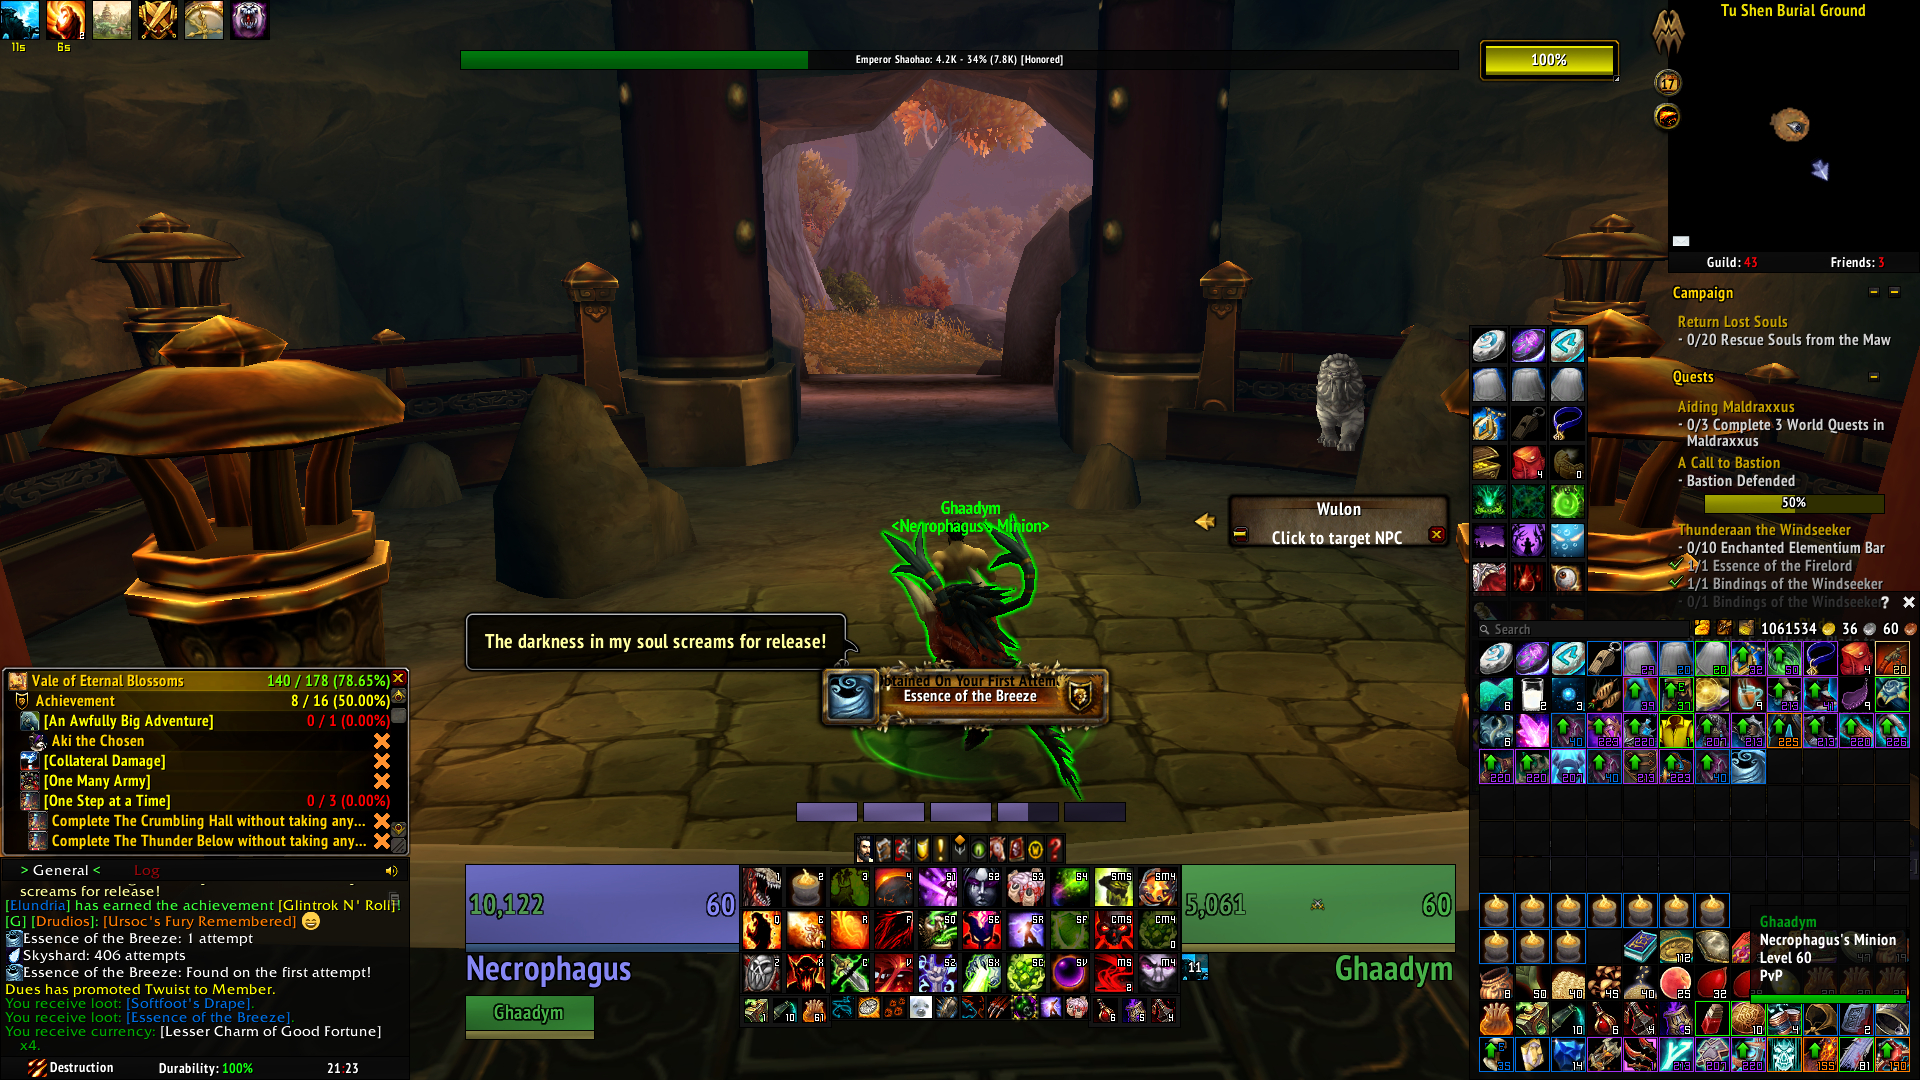 11s
6s
2
Emperor Shaohao: 4.2K - 34% (7.8K) [Honored]
100%
Tu Shen Burial Ground
17
Guild: 43
Friends: 3
Campaign
Return Lost Souls
- 0/20 Rescue Souls from the Maw
Quests
Aiding Maldraxxus
- 0/3 Complete 3 World Quests in
Maldraxxus
A Call to Bastion
- Bastion Defended
50%
Thunderaan the Windseeker
- 0/10 Enchanted Elementium Bar
1/1 Essence of the Firelord
1/1 Bindings of the Windseeker
- 0/1 Bindings of the Windseeker
Search
1061534 36 60
Ghaadym
<Necrophagus's Minion>
Wulon
Click to target NPC
The darkness in my soul screams for release!
Obtained On Your First Attempt
Essence of the Breeze
Vale of Eternal Blossoms 140 / 178 (78.65%)
Achievement 8 / 16 (50.00%)
[An Awfully Big Adventure] 0 / 1 (0.00%)
Aki the Chosen
[Collateral Damage]
[One Many Army]
[One Step at a Time] 0 / 3 (0.00%)
Complete The Crumbling Hall without taking any...
Complete The Thunder Below without taking any...
> General < Log
screams for release!
[Elundria] has earned the achievement [Glintrok N' Roll]!
[G] [Drudios]: [Ursoc's Fury Remembered]
Essence of the Breeze: 1 attempt
Skyshard: 406 attempts
Essence of the Breeze: Found on the first attempt!
Dues has promoted Twuist to Member.
You receive loot: [Softfoot's Drape].
You receive loot: [Essence of the Breeze].
You receive currency: [Lesser Charm of Good Fortune]
x4.
Destruction Durability: 100% 21:23
10,122 60
Necrophagus
Ghaadym
5,061 60
Ghaadym
11
Ghaadym
Necrophagus's Minion
Level 60
PvP